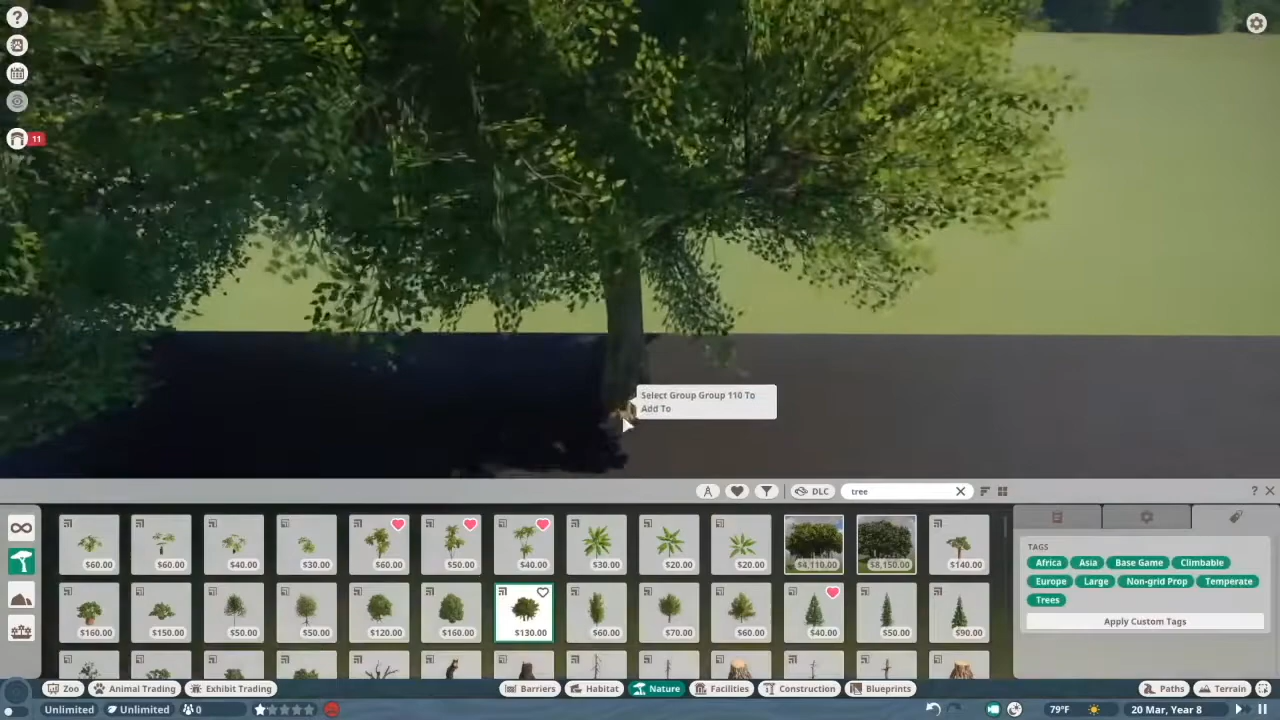 ?
11
Select Group Group 110 To
Add To
DLC
tree
?
$60.00
$60.00
$40.00
$30.00
$60.00
$50.00
$40.00
$30.00
$20.00
$20.00
$4,110.00
$8,150.00
$140.00
$160.00
$150.00
$50.00
$50.00
$120.00
$160.00
$130.00
$60.00
$70.00
$60.00
$40.00
$50.00
$90.00
TAGS
Africa Asia Base Game Climbable
Europe Large Non-grid Prop Temperate
Trees
Apply Custom Tags
Zoo Animal Trading Exhibit Trading Barriers Habitat Nature Facilities Construction Blueprints Paths Terrain
Unlimited Unlimited 0 79°F 20 Mar, Year 8